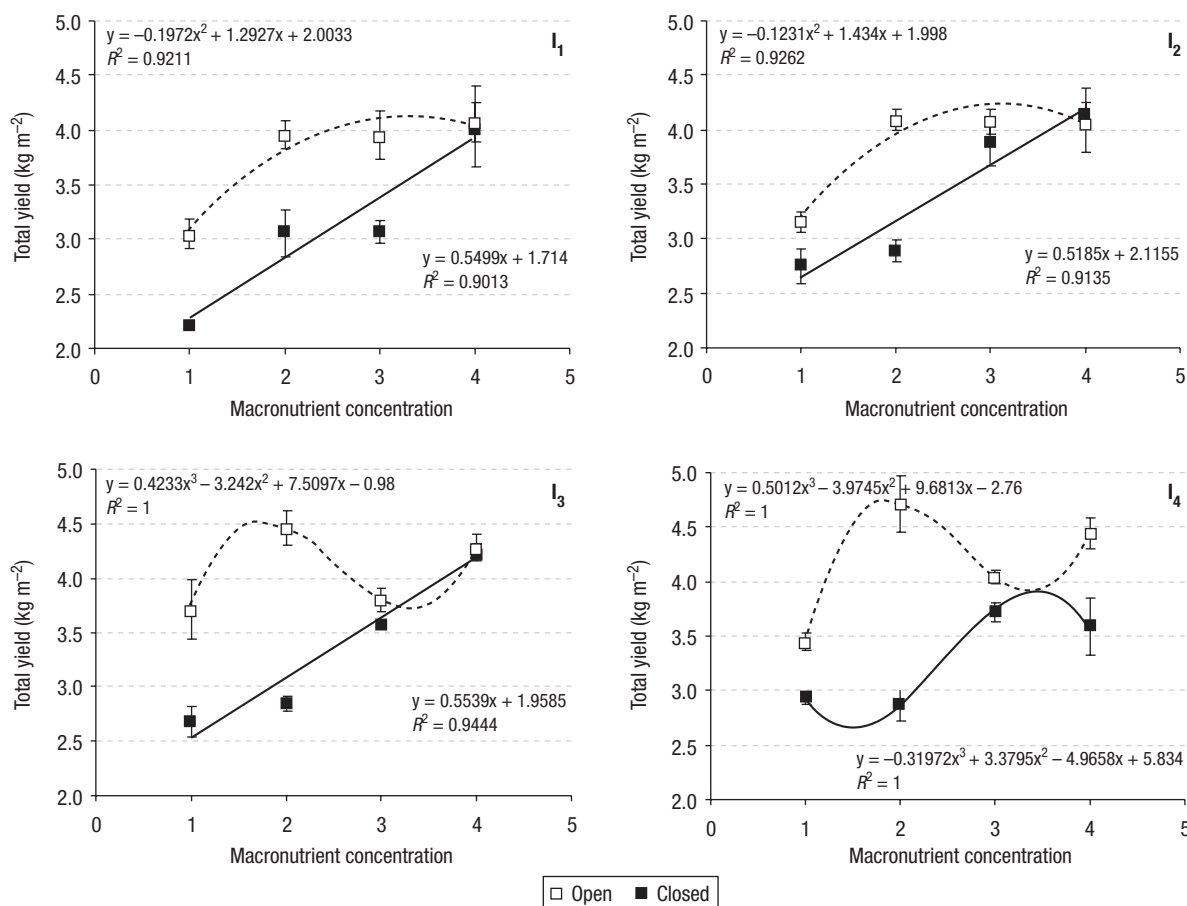 y = –0.1972x² + 1.2927x + 2.0033
R² = 0.9211
I₁
Total yield (kg m⁻²)
5.0
4.5
4.0
3.5
3.0
2.5
2.0
y = 0.5499x + 1.714
R² = 0.9013
0 1 2 3 4 5
Macronutrient concentration
y = –0.1231x² + 1.434x + 1.998
R² = 0.9262
I₂
Total yield (kg m⁻²)
5.0
4.5
4.0
3.5
3.0
2.5
2.0
y = 0.5185x + 2.1155
R² = 0.9135
0 1 2 3 4 5
Macronutrient concentration
y = 0.4233x³ – 3.242x² + 7.5097x – 0.98
R² = 1
I₃
Total yield (kg m⁻²)
5.0
4.5
4.0
3.5
3.0
2.5
2.0
y = 0.5539x + 1.9585
R² = 0.9444
0 1 2 3 4 5
Macronutrient concentration
y = 0.5012x³ – 3.9745x² + 9.6813x – 2.76
R² = 1
I₄
Total yield (kg m⁻²)
5.0
4.5
4.0
3.5
3.0
2.5
2.0
y = –0.31972x³ + 3.3795x² – 4.9658x + 5.834
R² = 1
0 1 2 3 4 5
Macronutrient concentration
Open Closed